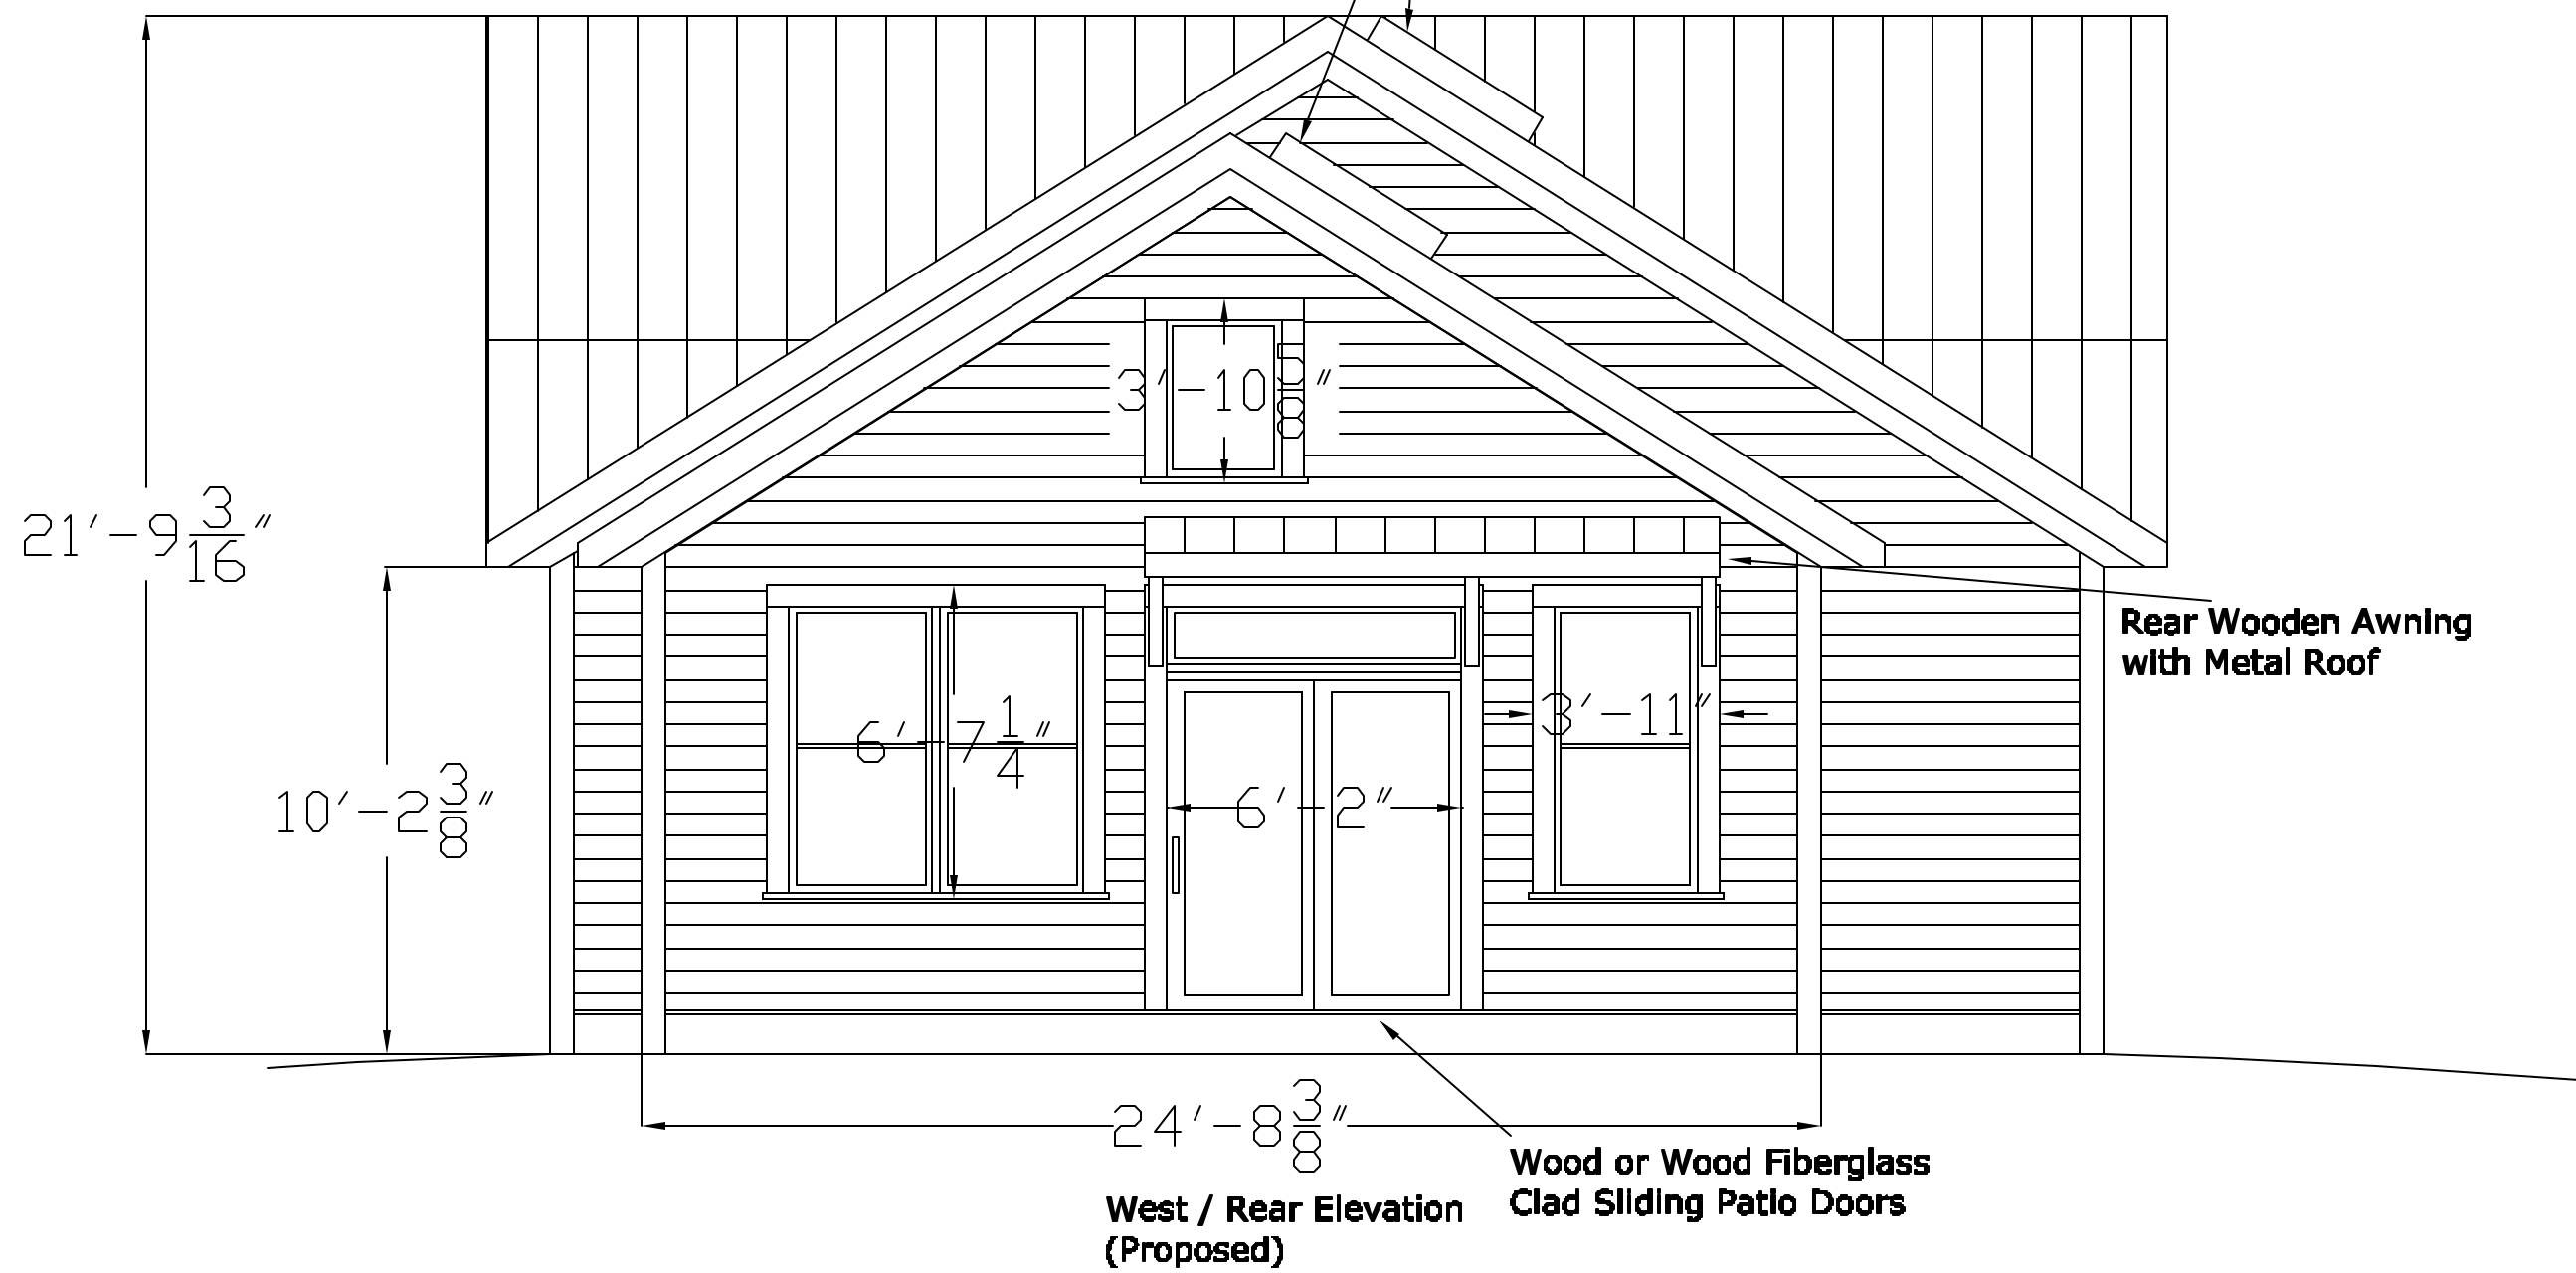 3'-10 3/8"
21'-9 3/16"
Rear Wooden Awning
with Metal Roof
3'-11"
6'-7 1/4"
6'-2"
10'-2 3/8"
24'-8 3/8"
Wood or Wood Fiberglass
Clad Sliding Patio Doors
West / Rear Elevation
(Proposed)